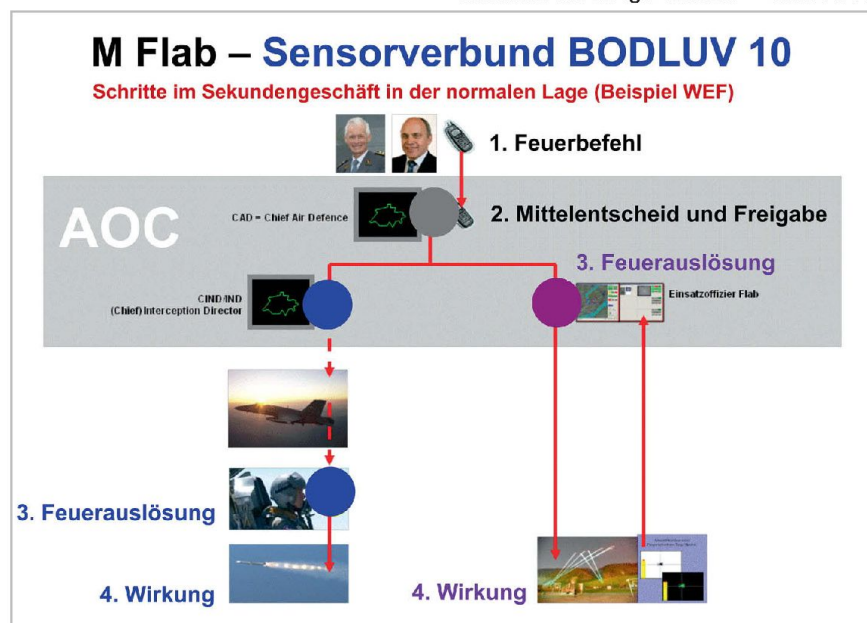 M Flab – Sensorverbund BODLUV 10
Schritte im Sekundengeschäft in der normalen Lage (Beispiel WEF)
1. Feuerbefehl
AOC
CAD = Chief Air Defence
2. Mittelentscheid und Freigabe
3. Feuerauslösung
CIND/IND
(Chief) Interception Director
Einsatzoffizier Flab
3. Feuerauslösung
4. Wirkung
4. Wirkung